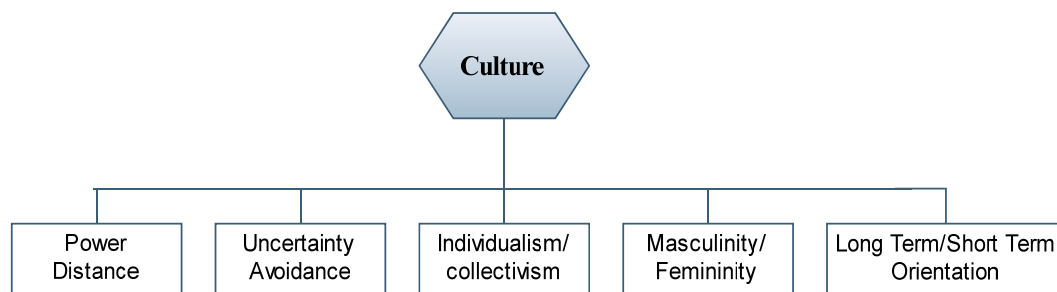 Culture
Power
Distance
Uncertainty
Avoidance
Individualism/
collectivism
Masculinity/
Femininity
Long Term/Short Term
Orientation